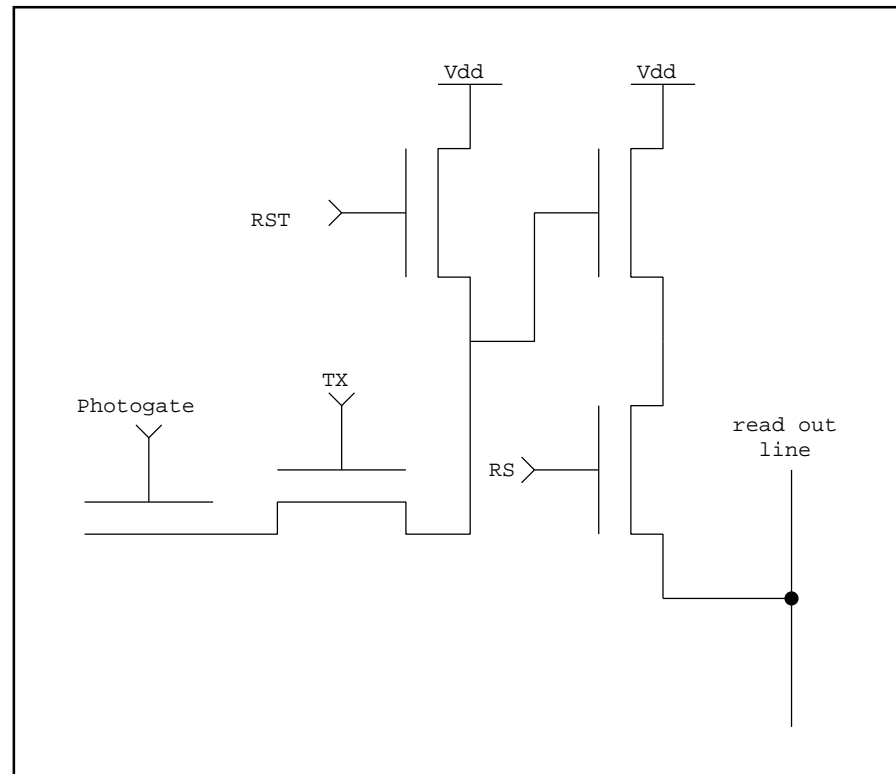 Vdd
Vdd
RST
TX
Photogate
read out
line
RS